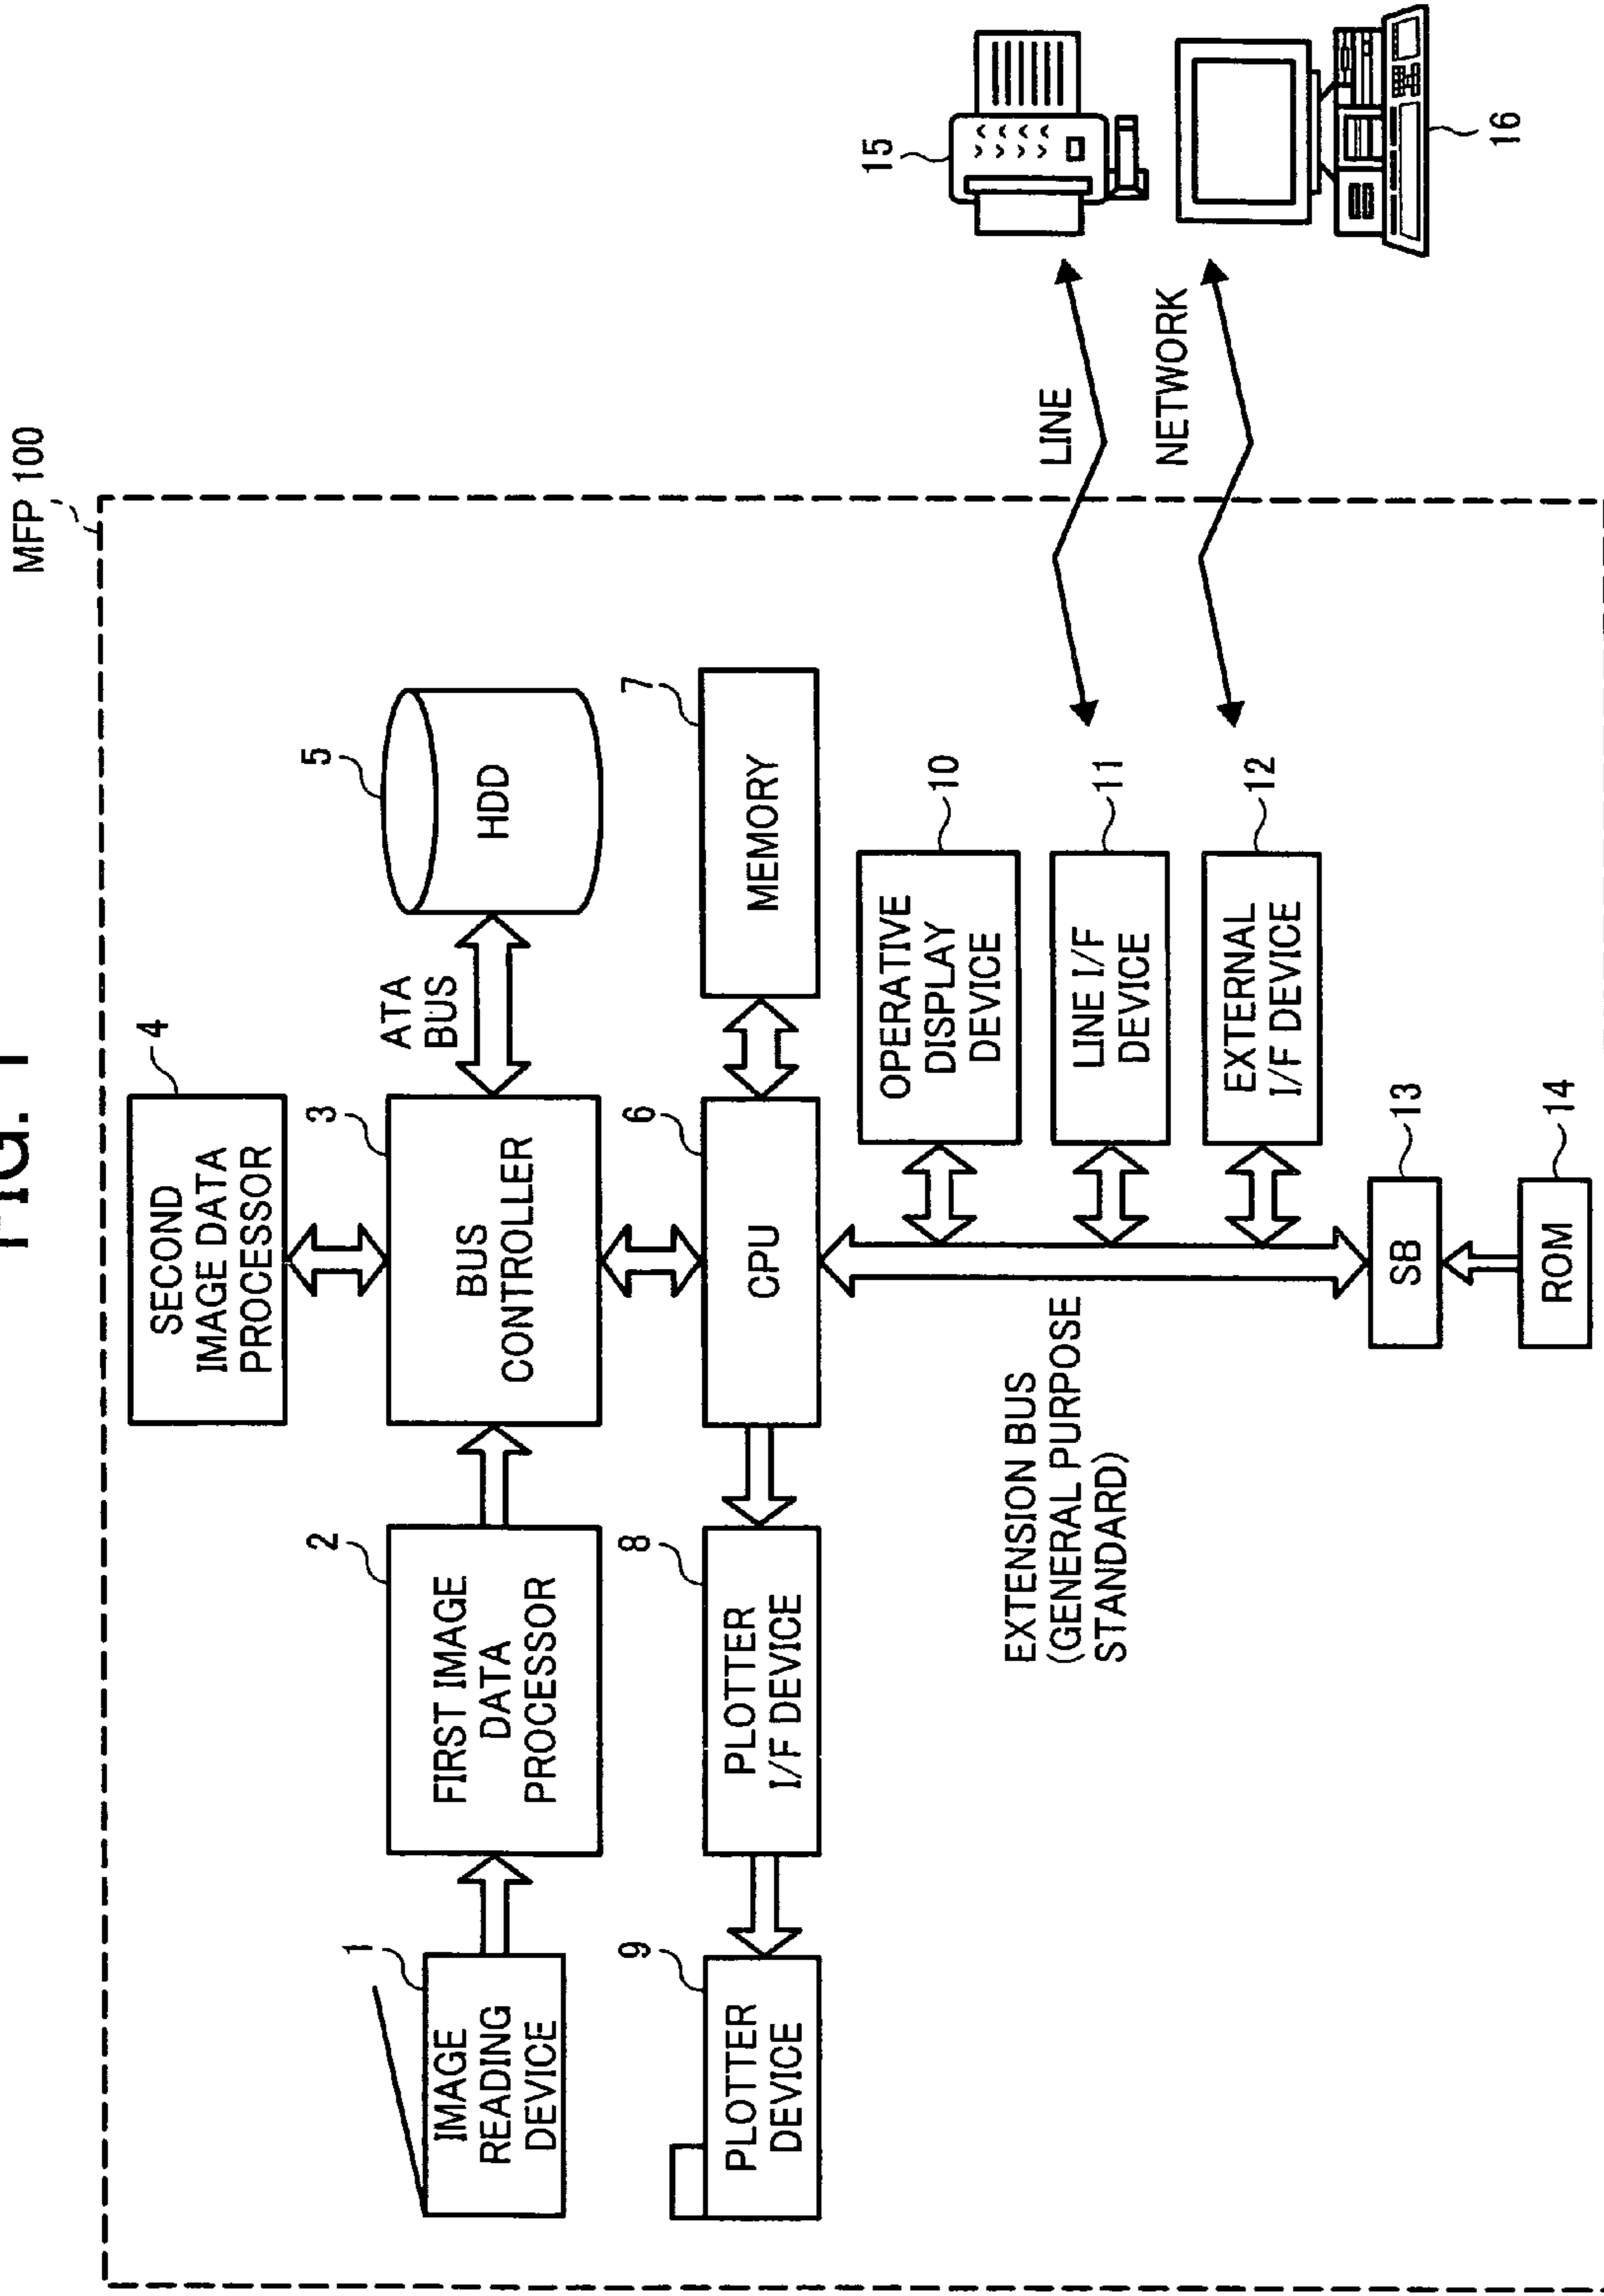 FIG. 1
MFP 100
4
SECOND
IMAGE DATA
PROCESSOR
1
IMAGE
READING
DEVICE
2
FIRST IMAGE
DATA
PROCESSOR
3
BUS
CONTROLLER
ATA
BUS
5
HDD
9
PLOTTER
DEVICE
8
PLOTTER
I/F DEVICE
6
CPU
7
MEMORY
OPERATIVE
DISPLAY
DEVICE
10
EXTENSION BUS
(GENERAL PURPOSE
STANDARD)
LINE I/F
DEVICE
11
EXTERNAL
I/F DEVICE
12
SB
13
ROM
14
LINE
15
NETWORK
16